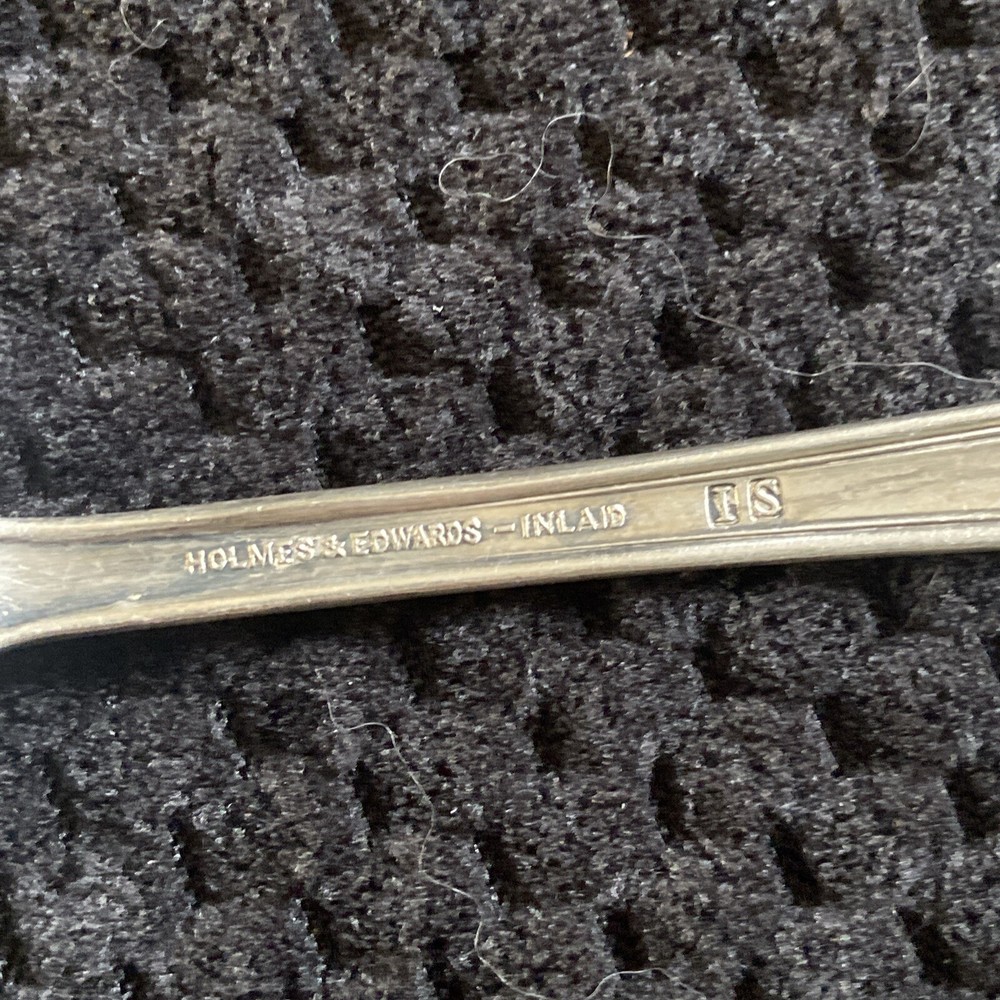 HOLMES & EDWARDS – INLAID IS